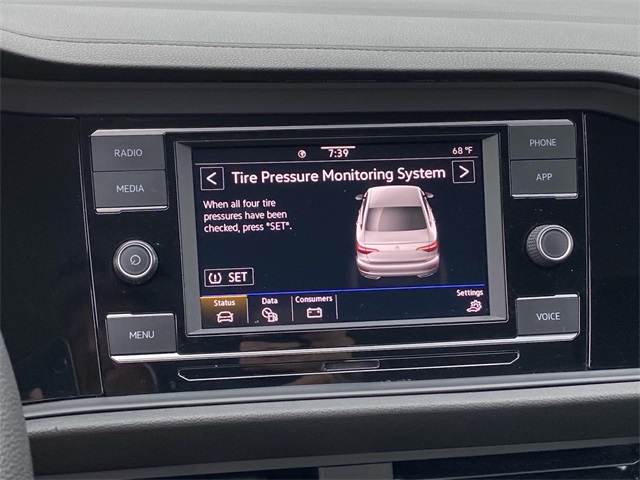 7:39
68 °F
RADIO
MEDIA
MENU
< Tire Pressure Monitoring System >
When all four tire
pressures have been
checked, press "SET".
SET
Status
Data
Consumers
Settings
PHONE
APP
VOICE